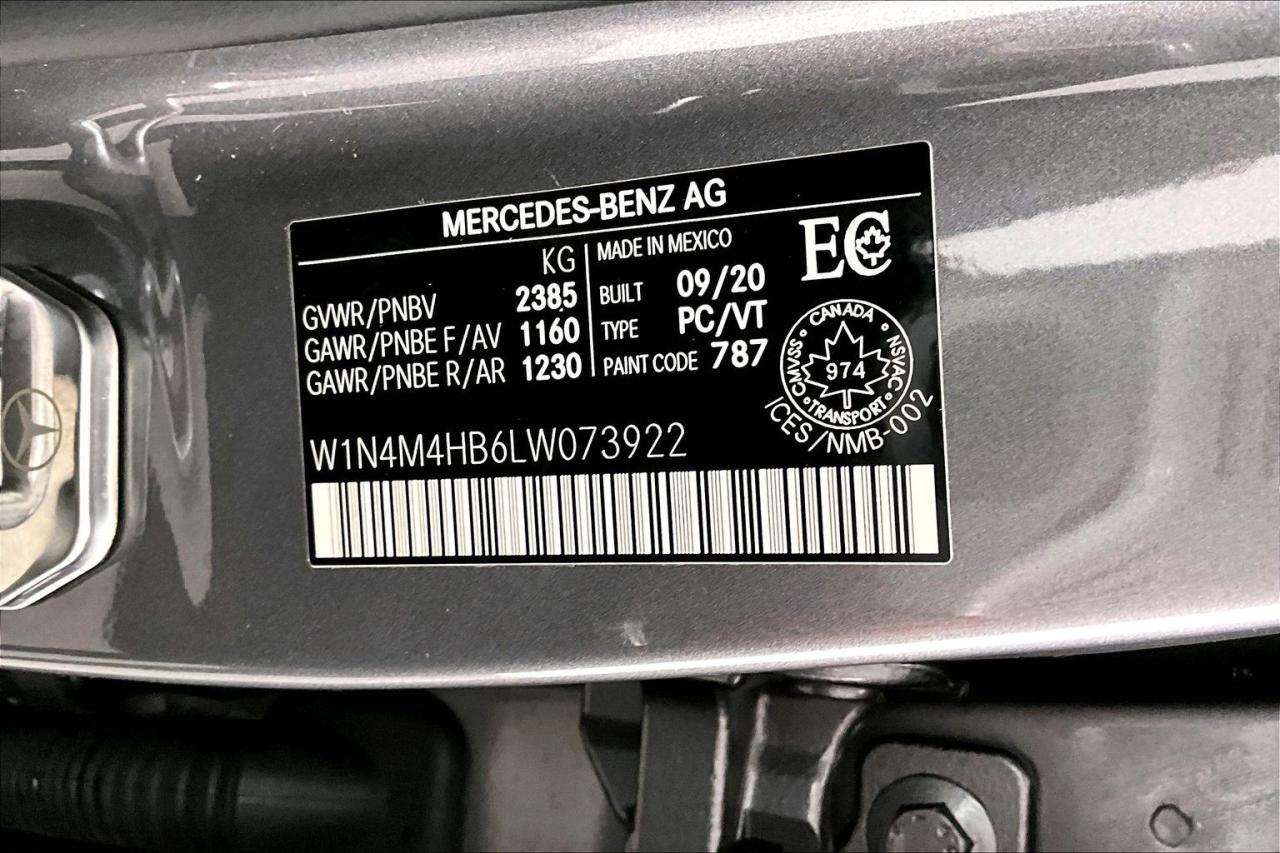 MERCEDES-BENZ AG
KG
GVWR/PNBV 2385
GAWR/PNBE F/AV 1160
GAWR/PNBE R/AR 1230
MADE IN MEXICO
BUILT 09/20
TYPE PC/VT
PAINT CODE 787
EC
CANADA
CMVSS
NSVAC
974
TRANSPORT
ICES/NMB-002
W1N4M4HB6LW073922